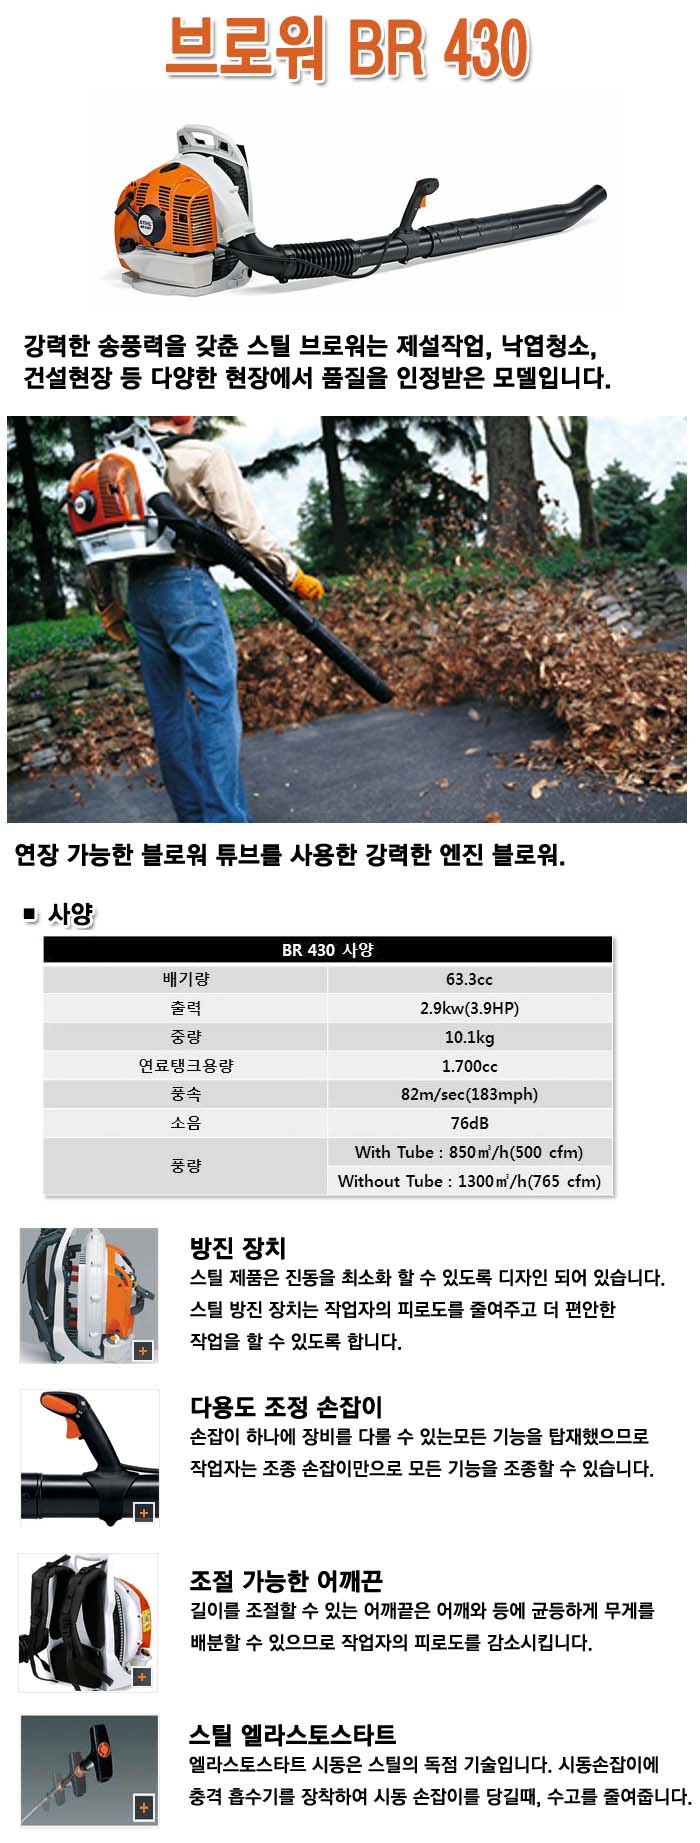 브로워 BR 430
STIHL
강력한 송풍력을 갖춘 스틸 브로워는 제설작업, 낙엽청소,
건설현장 등 다양한 현장에서 품질을 인정받은 모델입니다.
STIHL
연장 가능한 블로워 튜브를 사용한 강력한 엔진 블로워.
■ 사양
BR 430 사양
배기량 63.3cc
출력 2.9kw(3.9HP)
중량 10.1kg
연료탱크용량 1.700cc
풍속 82m/sec(183mph)
소음 76dB
풍량 With Tube : 850㎥/h(500 cfm)
Without Tube : 1300㎥/h(765 cfm)
방진 장치
스틸 제품은 진동을 최소화 할 수 있도록 디자인 되어 있습니다.
스틸 방진 장치는 작업자의 피로도를 줄여주고 더 편안한
작업을 할 수 있도록 합니다.
다용도 조정 손잡이
손잡이 하나에 장비를 다룰 수 있는모든 기능을 탑재했으므로
작업자는 조종 손잡이만으로 모든 기능을 조종할 수 있습니다.
조절 가능한 어깨끈
길이를 조절할 수 있는 어깨끝은 어깨와 등에 균등하게 무게를
배분할 수 있으므로 작업자의 피로도를 감소시킵니다.
스틸 엘라스토스타트
엘라스토스타트 시동은 스틸의 독점 기술입니다. 시동손잡이에
충격 흡수기를 장착하여 시동 손잡이를 당길때, 수고를 줄여줍니다.